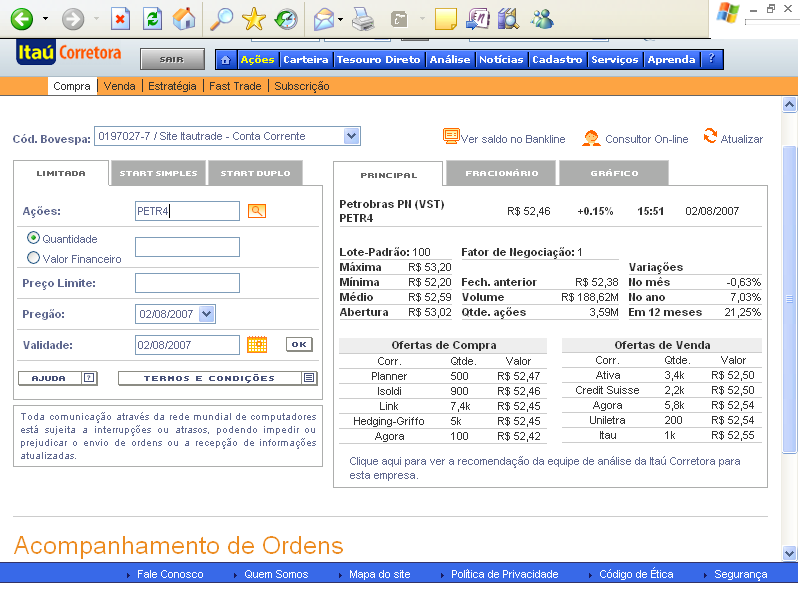 Itaú Corretora
SAIR
Ações Carteira Tesouro Direto Análise Notícias Cadastro Serviços Aprenda ?
Compra Venda Estratégia Fast Trade Subscrição
Cód. Bovespa: 0197027-7 / Site Itautrade - Conta Corrente
Ver saldo no Bankline Consultor On-line Atualizar
LIMITADA START SIMPLES START DUPLO
Ações: PETR4
Quantidade
Valor Financeiro
Preço Limite:
Pregão: 02/08/2007
Validade: 02/08/2007 OK
AJUDA ? TERMOS E CONDIÇÕES
Toda comunicação através da rede mundial de computadores
está sujeita a interrupções ou atrasos, podendo impedir ou
prejudicar o envio de ordens ou a recepção de informações
atualizadas.
PRINCIPAL FRACIONÁRIO GRÁFICO
Petrobras PN (VST)
PETR4 R$ 52,46 +0.15% 15:51 02/08/2007
Lote-Padrão: 100 Fator de Negociação: 1
Máxima R$ 53,20 Variações
Mínima R$ 52,20 Fech. anterior R$ 52,38 No mês -0,63%
Médio R$ 52,59 Volume R$ 188,62M No ano 7,03%
Abertura R$ 53,02 Qtde. ações 3,59M Em 12 meses 21,25%
Ofertas de Compra
Corr. Qtde. Valor
Planner 500 R$ 52,47
Isoldi 900 R$ 52,46
Link 7,4k R$ 52,45
Hedging-Griffo 5k R$ 52,45
Agora 100 R$ 52,42
Ofertas de Venda
Corr. Qtde. Valor
Ativa 3,4k R$ 52,50
Credit Suisse 2,2k R$ 52,50
Agora 5,8k R$ 52,54
Uniletra 200 R$ 52,54
Itau 1k R$ 52,55
Clique aqui para ver a recomendação da equipe de análise da Itaú Corretora para
esta empresa.
Acompanhamento de Ordens
Fale Conosco Quem Somos Mapa do site Política de Privacidade Código de Ética Segurança